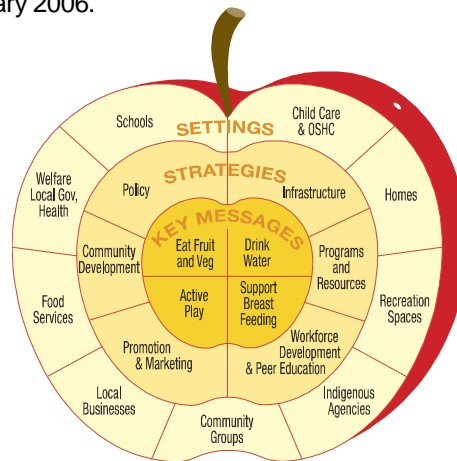 ary 2006.
SETTINGS
Schools
Child Care
& OSHC
Homes
Recreation
Spaces
Indigenous
Agencies
Community
Groups
Local
Businesses
Food
Services
Welfare
Local Gov,
Health
STRATEGIES
Policy
Infrastructure
Programs
and
Resources
Workforce
Development
& Peer Education
Promotion
& Marketing
Community
Development
KEY MESSAGES
Eat Fruit
and Veg
Drink
Water
Active
Play
Support
Breast
Feeding